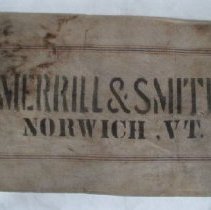 MERRILL & SMITH
NORWICH, VT.